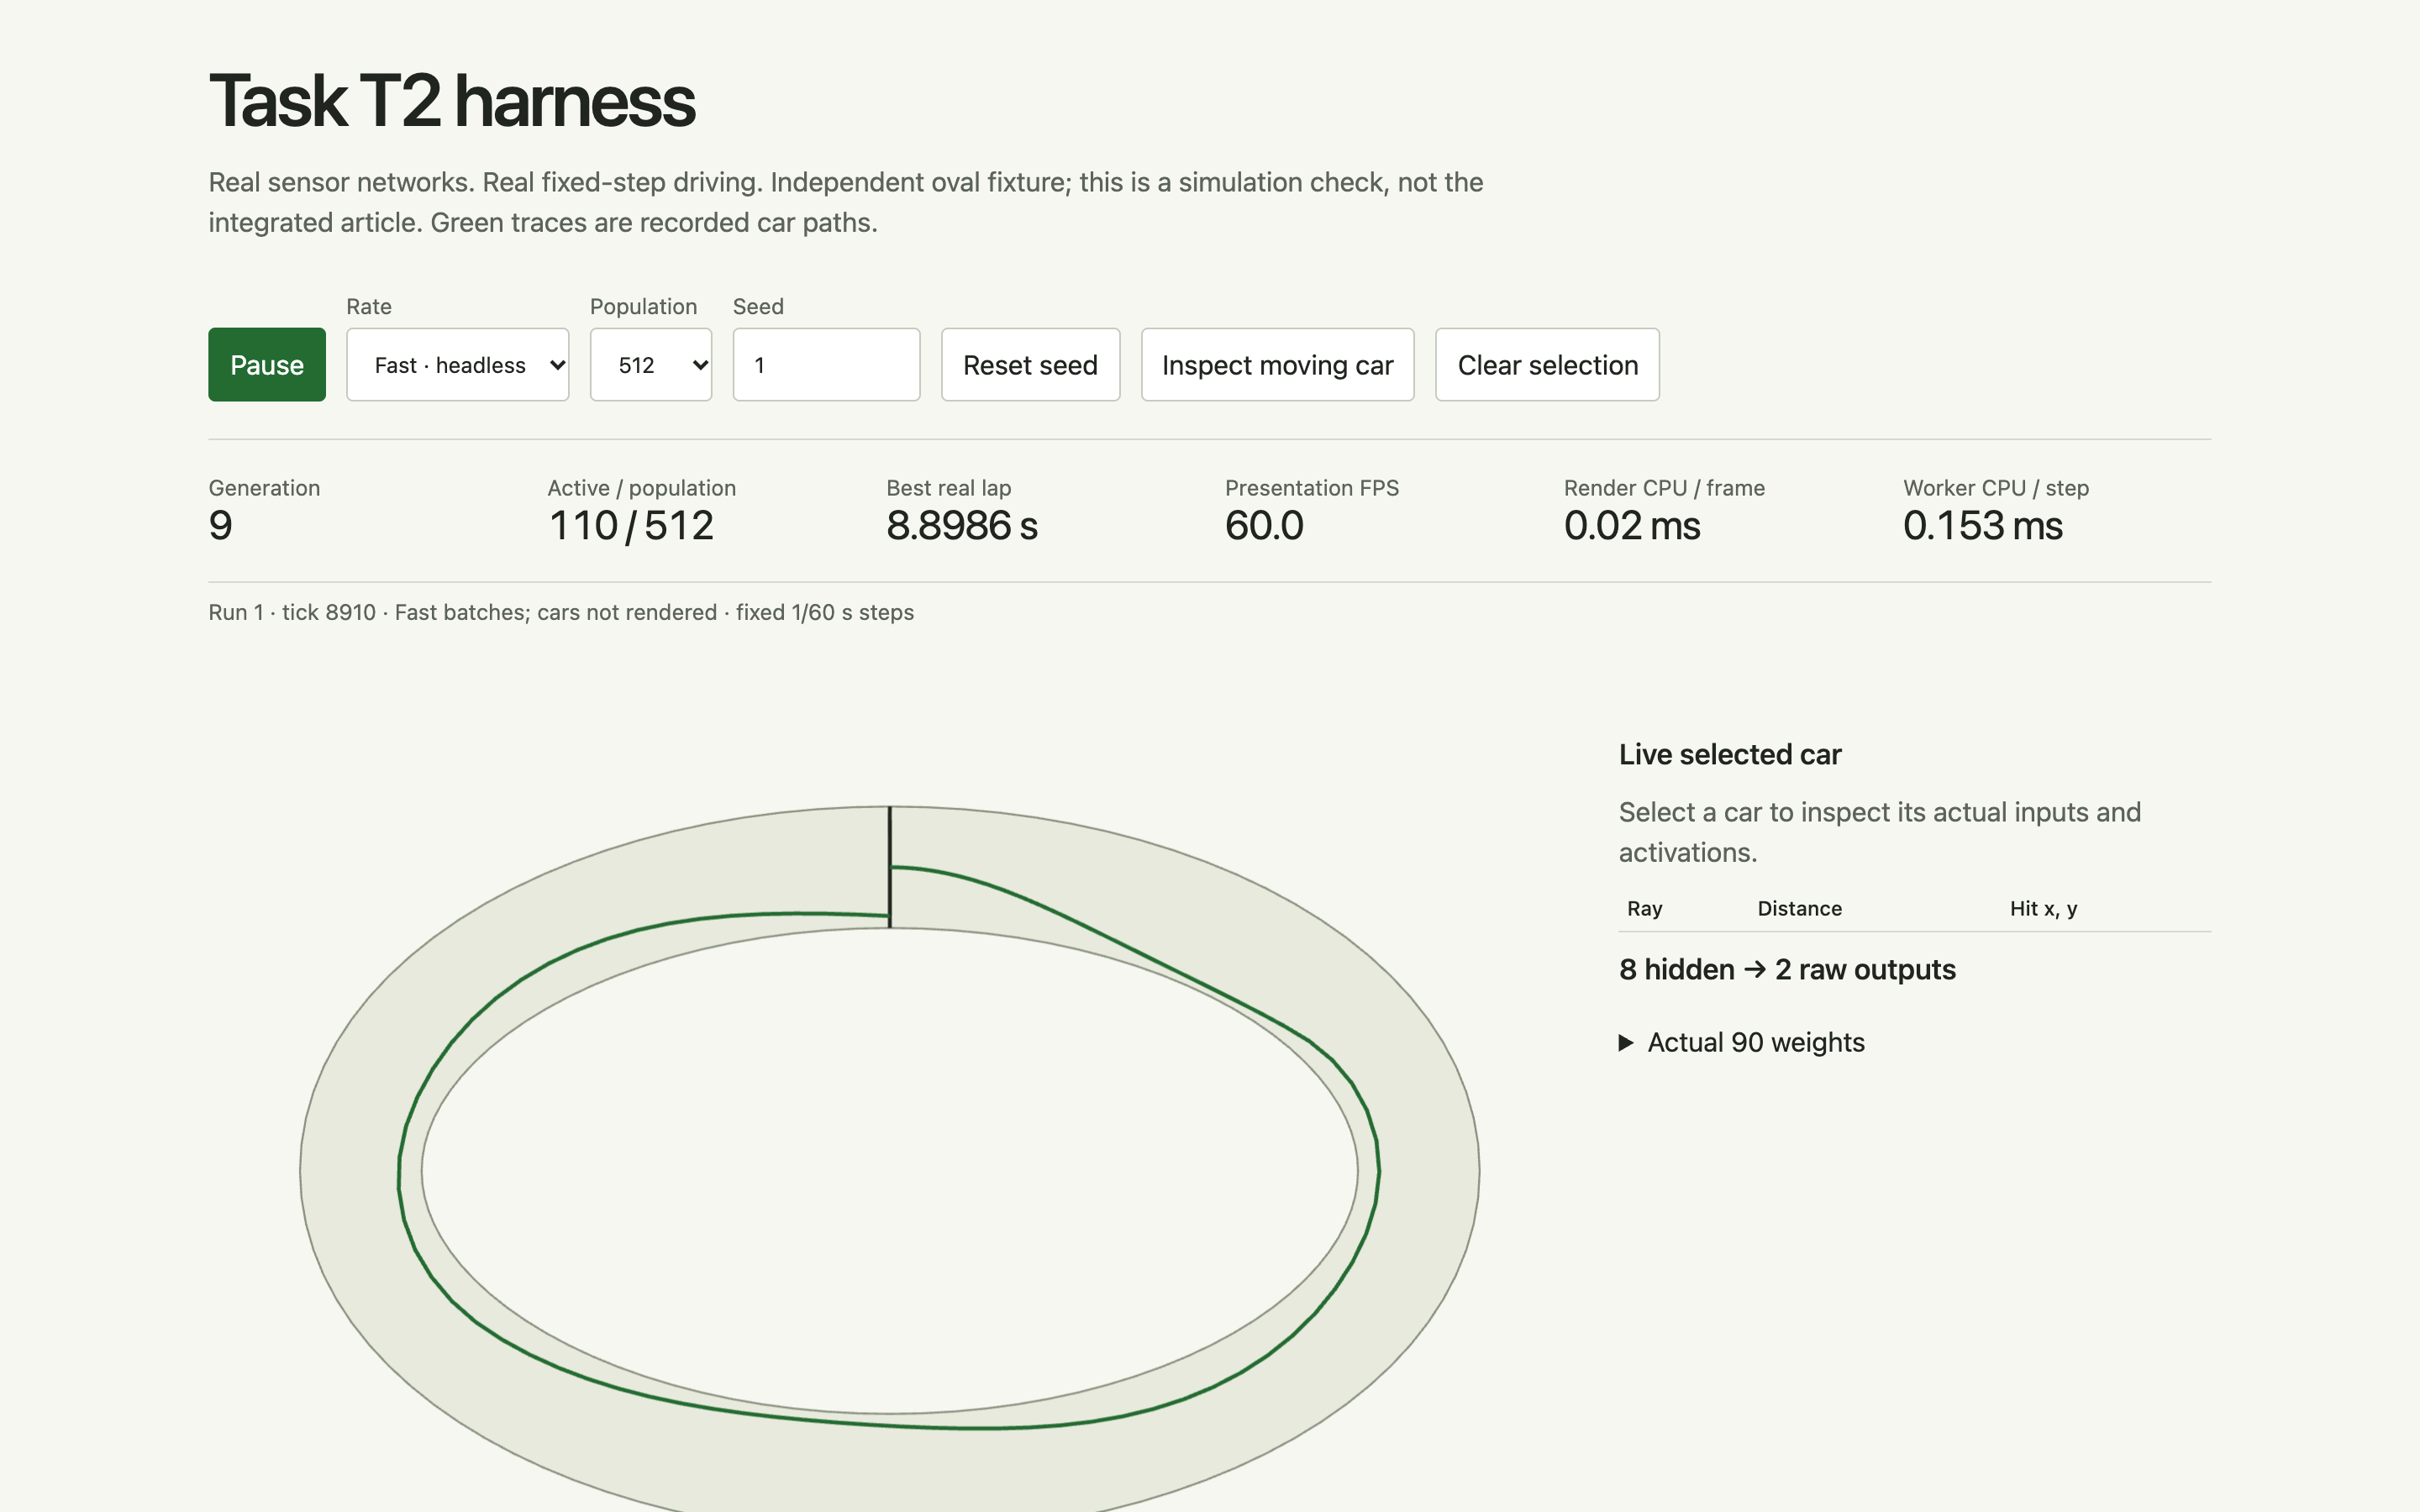 Task T2 harness
Real sensor networks. Real fixed-step driving. Independent oval fixture; this is a simulation check, not the
integrated article. Green traces are recorded car paths.
Rate Population Seed
Pause Fast · headless 512 1 Reset seed Inspect moving car Clear selection
Generation Active / population Best real lap Presentation FPS Render CPU / frame Worker CPU / step
9 110 / 512 8.8986 s 60.0 0.02 ms 0.153 ms
Run 1 · tick 8910 · Fast batches; cars not rendered · fixed 1/60 s steps
Live selected car
Select a car to inspect its actual inputs and
activations.
Ray Distance Hit x, y
8 hidden → 2 raw outputs
▶ Actual 90 weights